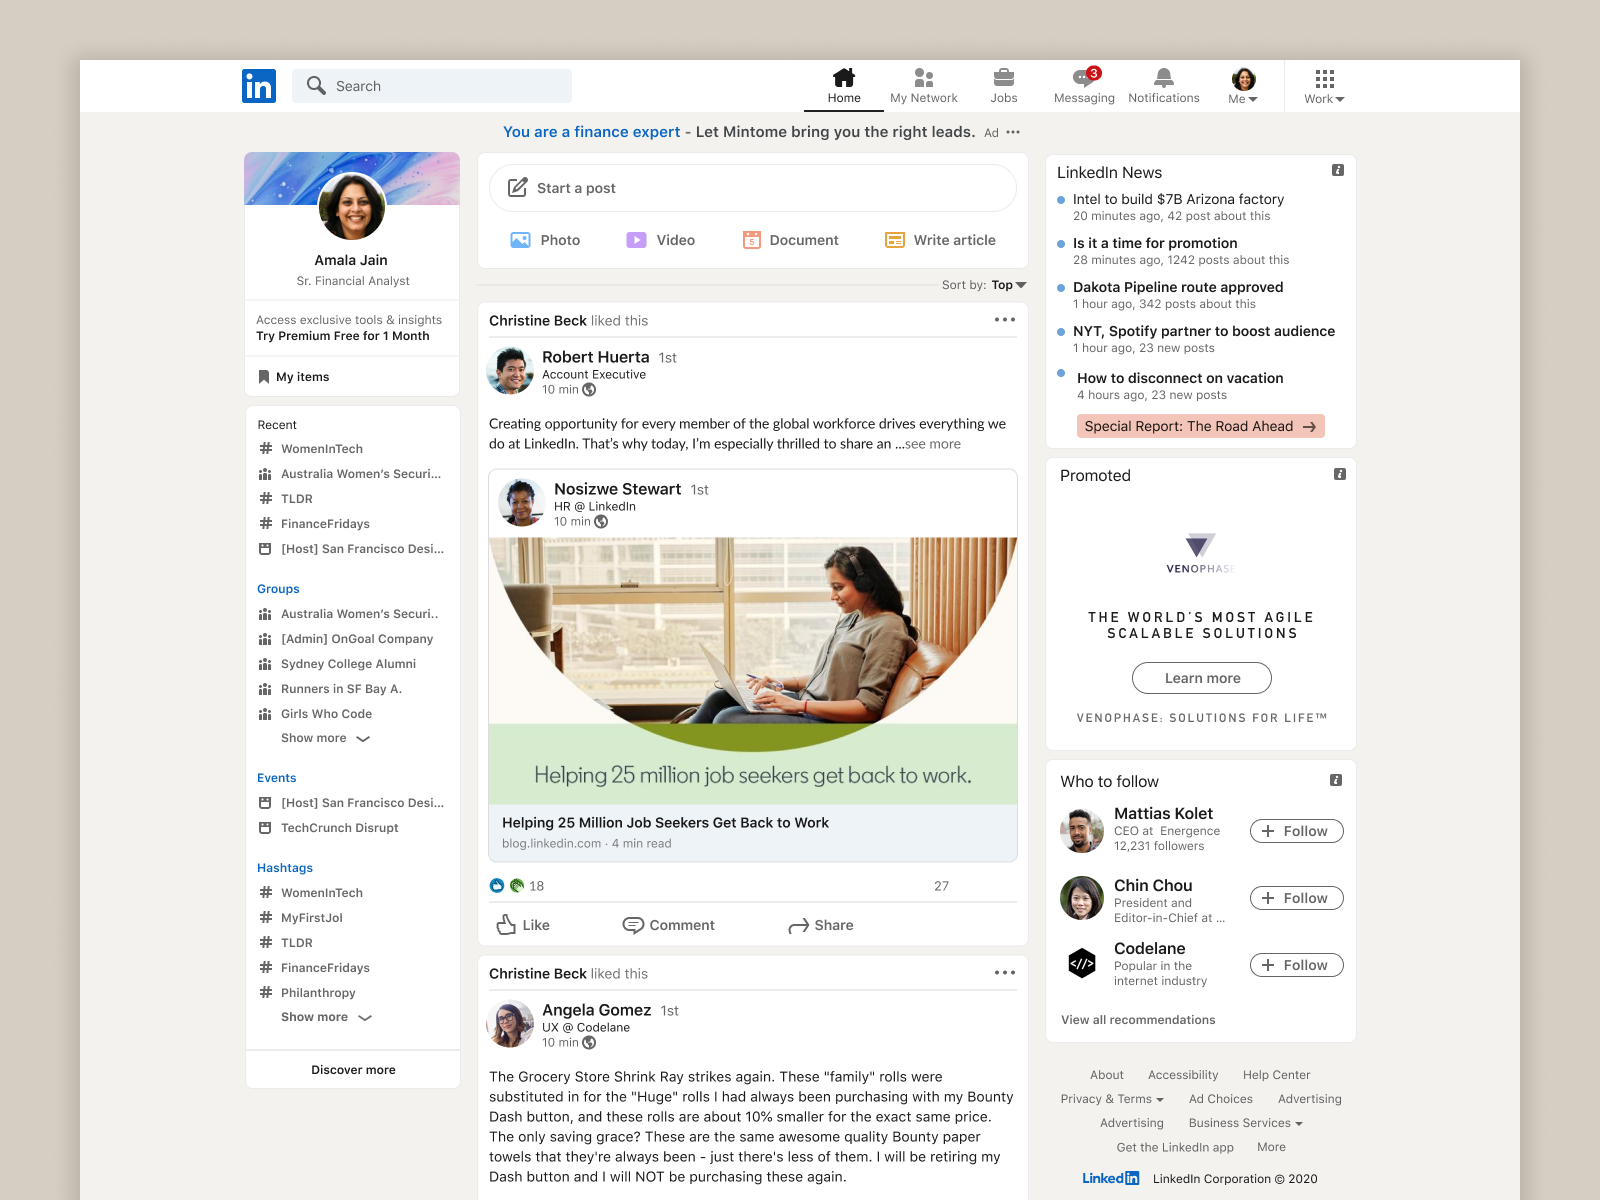 in
Search
Home
My Network
Jobs
3
Messaging
Notifications
Me
Work
You are a finance expert - Let Mintome bring you the right leads. Ad
Amala Jain
Sr. Financial Analyst
Access exclusive tools & insights
Try Premium Free for 1 Month
My items
Recent
# WomenInTech
Australia Women's Securi...
# TLDR
# FinanceFridays
[Host] San Francisco Desi...
Groups
Australia Women's Securi..
[Admin] OnGoal Company
Sydney College Alumni
Runners in SF Bay A.
Girls Who Code
Show more
Events
[Host] San Francisco Desi...
TechCrunch Disrupt
Hashtags
# WomenInTech
# MyFirstJol
# TLDR
# FinanceFridays
# Philanthropy
Show more
Discover more
Start a post
Photo
Video
5
Document
Write article
Sort by: Top
Christine Beck liked this
Robert Huerta 1st
Account Executive
10 min
Creating opportunity for every member of the global workforce drives everything we
do at LinkedIn. That's why today, I'm especially thrilled to share an ...see more
Nosizwe Stewart 1st
HR @ LinkedIn
10 min
Helping 25 million job seekers get back to work.
Helping 25 Million Job Seekers Get Back to Work
blog.linkedin.com · 4 min read
18
27
Like
Comment
Share
Christine Beck liked this
Angela Gomez 1st
UX @ Codelane
10 min
The Grocery Store Shrink Ray strikes again. These "family" rolls were
substituted in for the "Huge" rolls I had always been purchasing with my Bounty
Dash button, and these rolls are about 10% smaller for the exact same price.
The only saving grace? These are the same awesome quality Bounty paper
towels that they're always been - just there's less of them. I will be retiring my
Dash button and I will NOT be purchasing these again.
LinkedIn News
Intel to build $7B Arizona factory
20 minutes ago, 42 post about this
Is it a time for promotion
28 minutes ago, 1242 posts about this
Dakota Pipeline route approved
1 hour ago, 342 posts about this
NYT, Spotify partner to boost audience
1 hour ago, 23 new posts
How to disconnect on vacation
4 hours ago, 23 new posts
Special Report: The Road Ahead →
Promoted
VENOPHASE
THE WORLD'S MOST AGILE
SCALABLE SOLUTIONS
Learn more
VENOPHASE: SOLUTIONS FOR LIFE™
Who to follow
Mattias Kolet
CEO at Energence
12,231 followers
+ Follow
Chin Chou
President and
Editor-in-Chief at ...
+ Follow
</>
Codelane
Popular in the
internet industry
+ Follow
View all recommendations
About
Accessibility
Help Center
Privacy & Terms
Ad Choices
Advertising
Advertising
Business Services
Get the LinkedIn app
More
LinkedIn LinkedIn Corporation © 2020